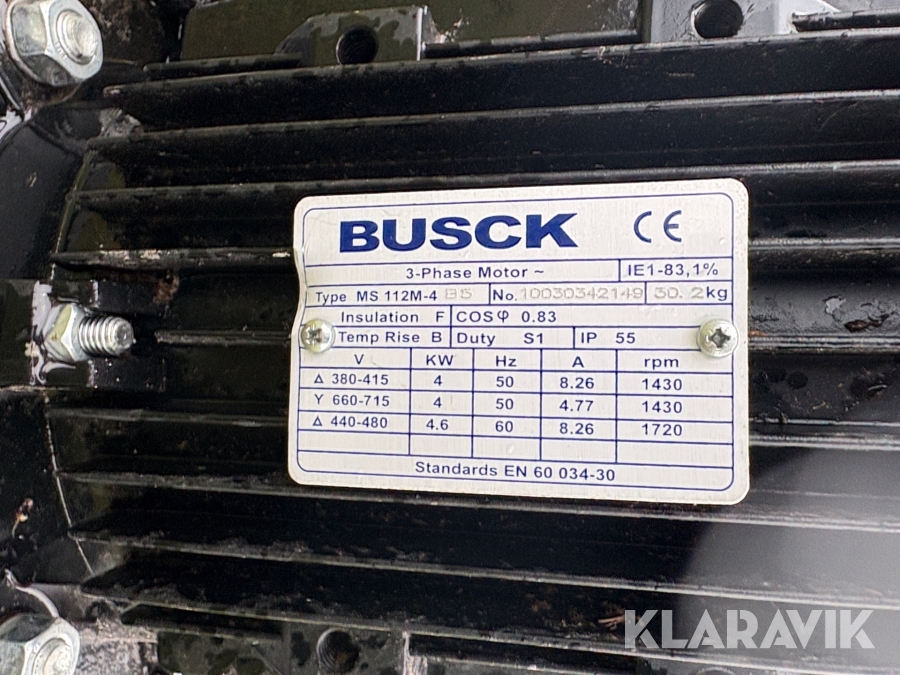 BUSCK CE
3-Phase Motor ~ IE1-83,1%
Type MS 112M-4 B5 No. 10030342149 30.2kg
Insulation F COS φ 0.83
Temp Rise B Duty S1 IP 55
V KW Hz A rpm
Δ 380-415 4 50 8.26 1430
Y 660-715 4 50 4.77 1430
Δ 440-480 4.6 60 8.26 1720
Standards EN 60 034-30
KLARAVIK